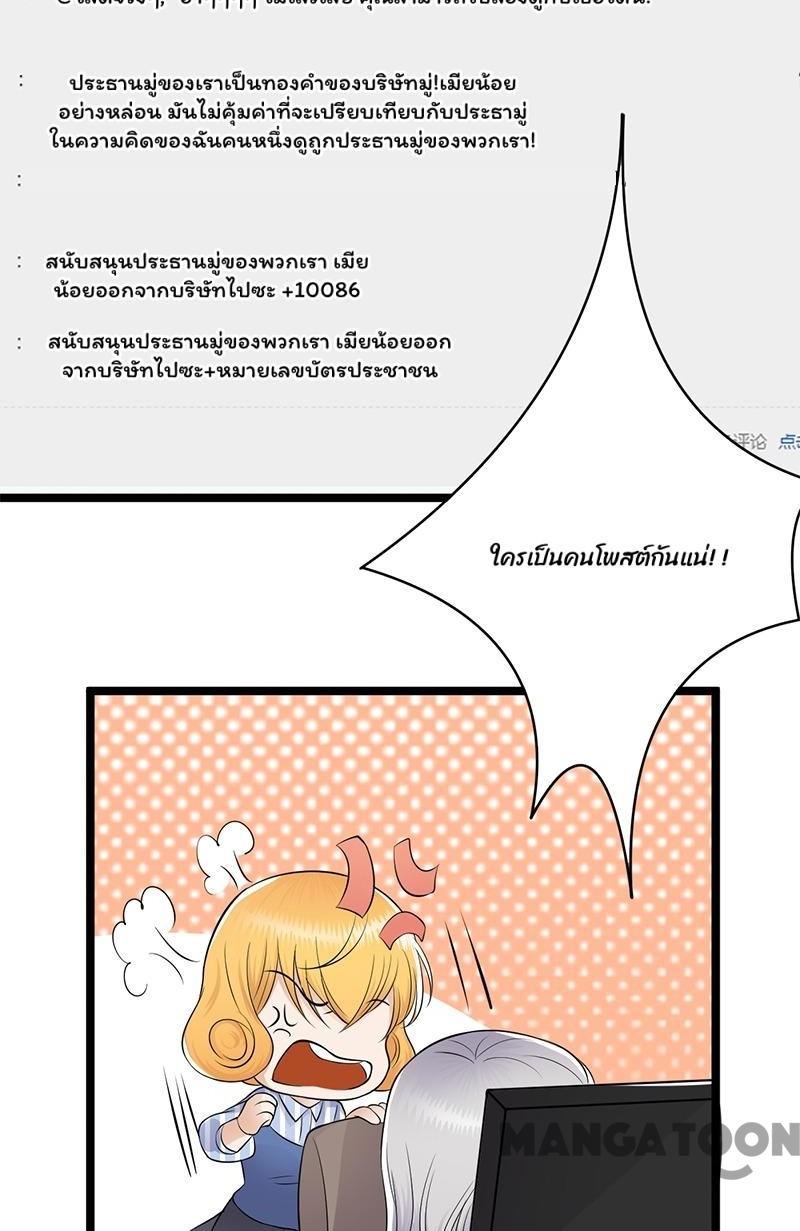 :
ประธานมู่ของเราเป็นทองคำของบริษัทมู่!เมียน้อย
อย่างหล่อน มันไม่คุ้มค่าที่จะเปรียบเทียบกับประธามู่
ในความคิดของฉันคนหนึ่งดูถูกประธานมู่ของพวกเรา!
:
: สนับสนุนประธานมู่ของพวกเรา เมีย
น้อยออกจากบริษัทไปซะ +10086
: สนับสนุนประธานมู่ของพวกเรา เมียน้อยออก
จากบริษัทไปซะ+หมายเลขบัตรประชาชน
评论 点击
ใครเป็นคนโพสต์กันแน่!!
MANGATOON